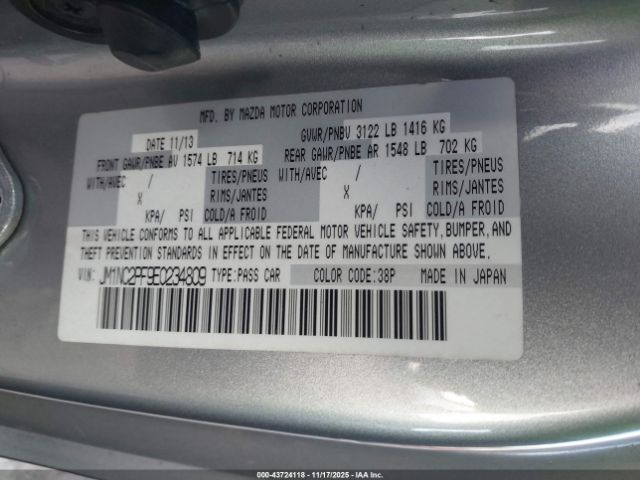 MFD. BY MAZDA MOTOR CORPORATION
DATE 11/13 GVWR/PNBV 3122 LB 1416 KG
FRONT GAWR/PNBE AV 1574 LB 714 KG REAR GAWR/PNBE AR 1548 LB 702 KG
WITH/AVEC / TIRES/PNEUS WITH/AVEC / TIRES/PNEUS
X RIMS/JANTES X RIMS/JANTES
KPA/ PSI COLD/A FROID KPA/ PSI COLD/A FROID
THIS VEHICLE CONFORMS TO ALL APPLICABLE FEDERAL MOTOR VEHICLE SAFETY, BUMPER, AND
THEFT PREVENTION STANDARDS IN EFFECT ON THE DATE OF MANUFACTURE SHOWN ABOVE.
VIN: JM1NC2PF9E0234809 TYPE:PASS CAR COLOR CODE:38P MADE IN JAPAN
00-43724118 - 11/17/2025 - IAAI.COM